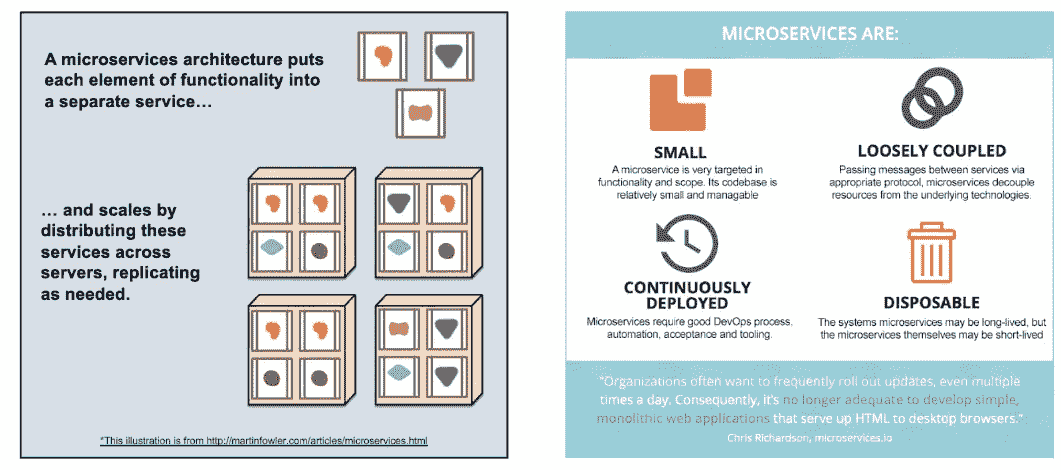 A microservices architecture puts
each element of functionality into
a separate service...
... and scales by
distributing these
services across
servers, replicating
as needed.
*This illustration is from http://martinfowler.com/articles/microservices.html
MICROSERVICES ARE:
SMALL
A microservice is very targeted in
functionality and scope. Its codebase is
relatively small and managable
LOOSELY COUPLED
Passing messages between services via
appropriate protocol, microservices decouple
resources from the underlying technologies.
CONTINUOUSLY
DEPLOYED
Microservices require good DevOps process,
automation, acceptance and tooling.
DISPOSABLE
The systems microservices may be long-lived, but
the microservices themselves may be short-lived
"Organizations often want to frequently roll out updates, even multiple
times a day. Consequently, it's no longer adequate to develop simple,
monolithic web applications that serve up HTML to desktop browsers."
Chris Richardson, microservices.io